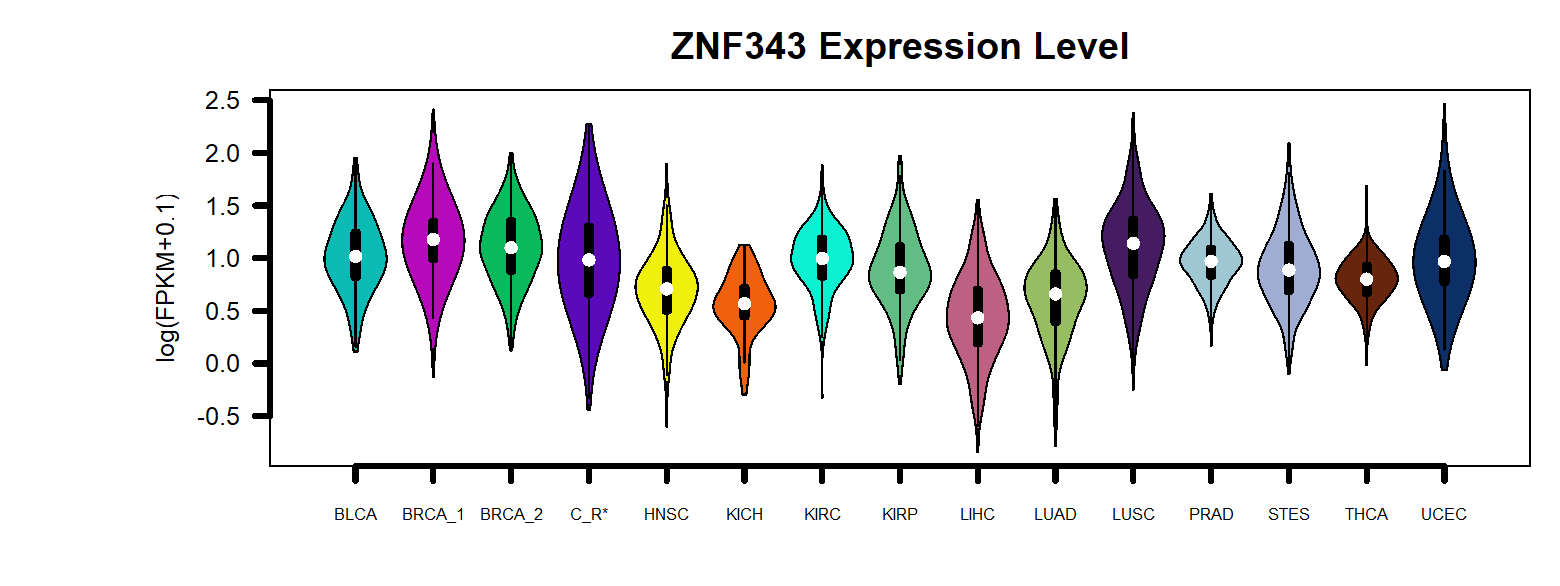 ZNF343 Expression Level
log(FPKM+0.1)
2.5
2.0
1.5
1.0
0.5
0.0
-0.5
BLCA BRCA_1 BRCA_2 C_R* HNSC KICH KIRC KIRP LIHC LUAD LUSC PRAD STES THCA UCEC